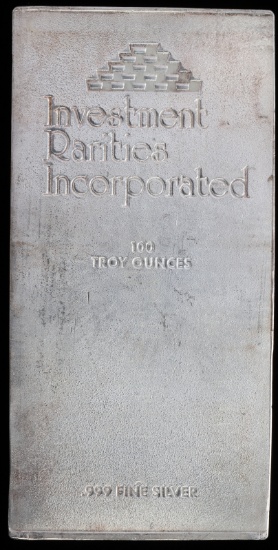 Investment
Rarities
Incorporated
100
TROY OUNCES
.999 FINE SILVER